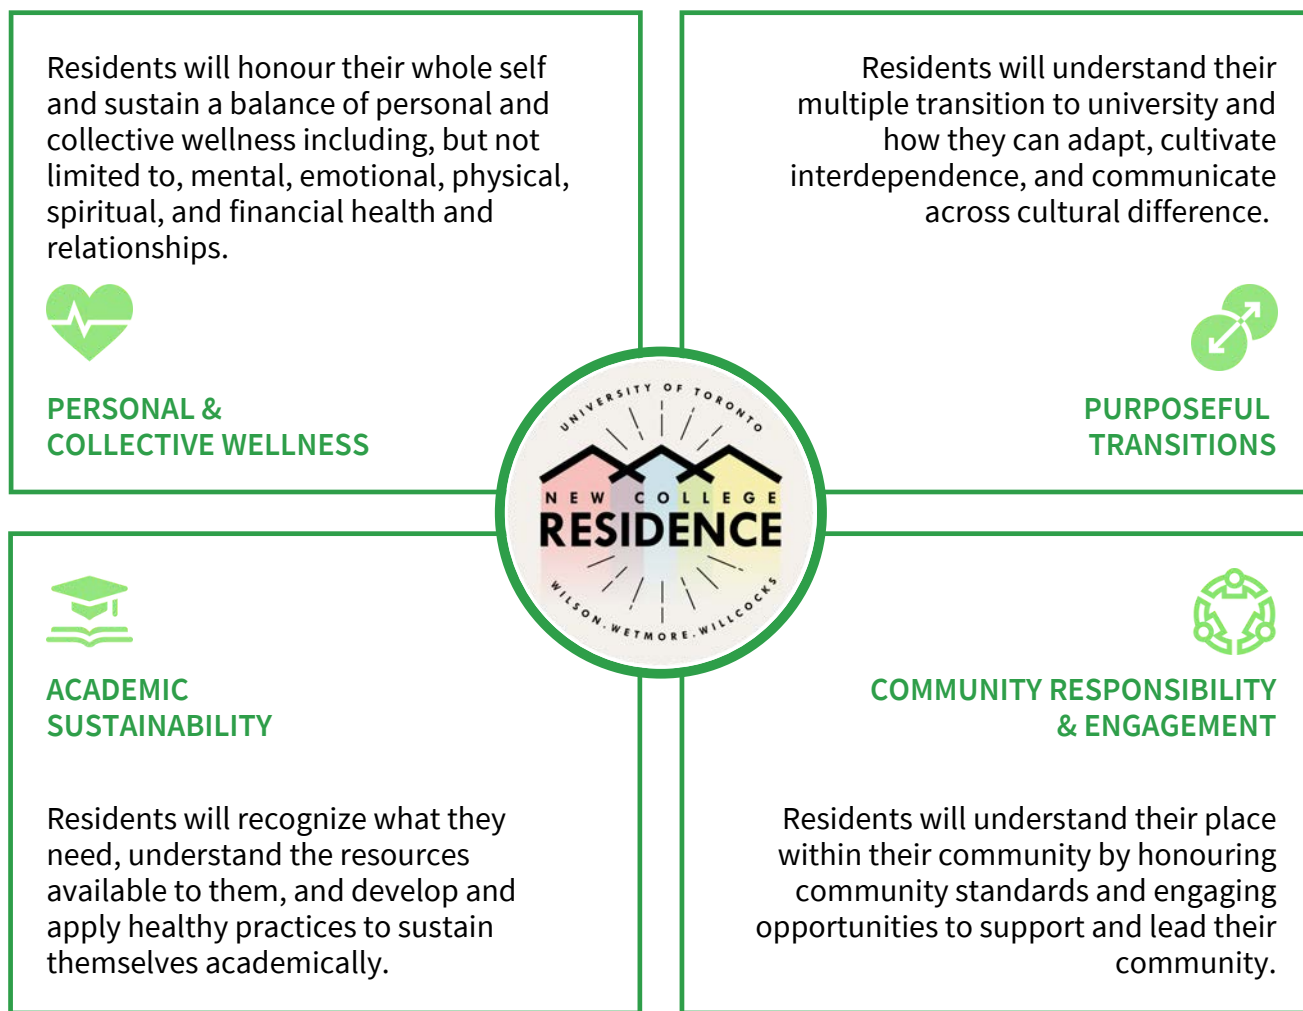 Residents will honour their whole self
and sustain a balance of personal and
collective wellness including, but not
limited to, mental, emotional, physical,
spiritual, and financial health and
relationships.
PERSONAL &
COLLECTIVE WELLNESS
Residents will understand their
multiple transition to university and
how they can adapt, cultivate
interdependence, and communicate
across cultural difference.
PURPOSEFUL
TRANSITIONS
UNIVERSITY OF TORONTO
NEW COLLEGE
RESIDENCE
WILSON.WETMORE.WILLCOCKS
ACADEMIC
SUSTAINABILITY
Residents will recognize what they
need, understand the resources
available to them, and develop and
apply healthy practices to sustain
themselves academically.
COMMUNITY RESPONSIBILITY
& ENGAGEMENT
Residents will understand their place
within their community by honouring
community standards and engaging
opportunities to support and lead their
community.